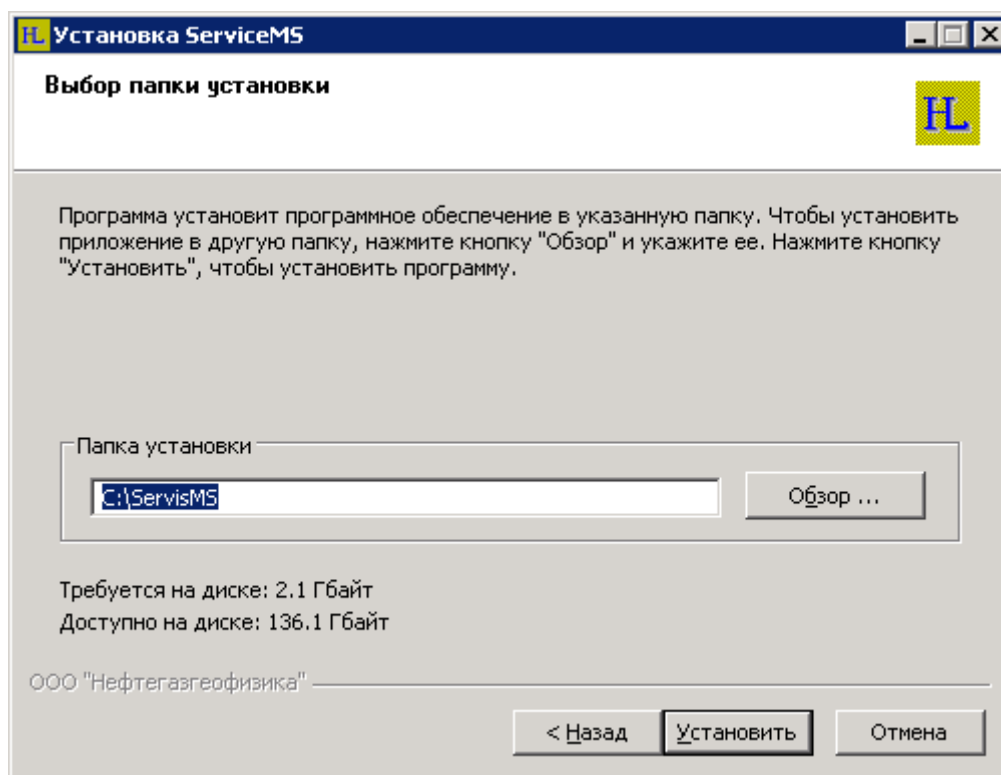 HL Установка ServiceMS
Выбор папки установки
HL
Программа установит программное обеспечение в указанную папку. Чтобы установить
приложение в другую папку, нажмите кнопку "Обзор" и укажите ее. Нажмите кнопку
"Установить", чтобы установить программу.
Папка установки
C:\ServisMS
Обзор ...
Требуется на диске: 2.1 Гбайт
Доступно на диске: 136.1 Гбайт
ООО "Нефтегазгеофизика"
< Назад
Установить
Отмена